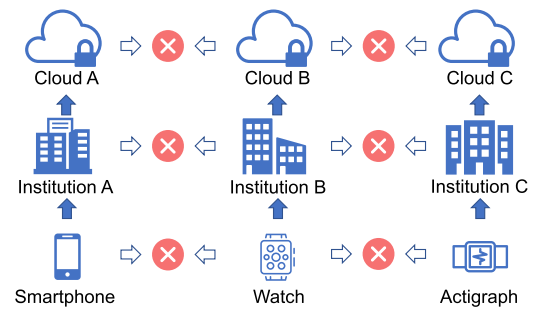 Cloud A
Cloud B
Cloud C
Institution A
Institution B
Institution C
Smartphone
Watch
Actigraph